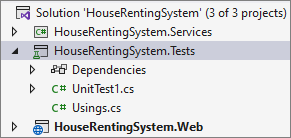 Solution 'HouseRentingSystem' (3 of 3 projects)
HouseRentingSystem.Services
HouseRentingSystem.Tests
Dependencies
UnitTest1.cs
Usings.cs
HouseRentingSystem.Web